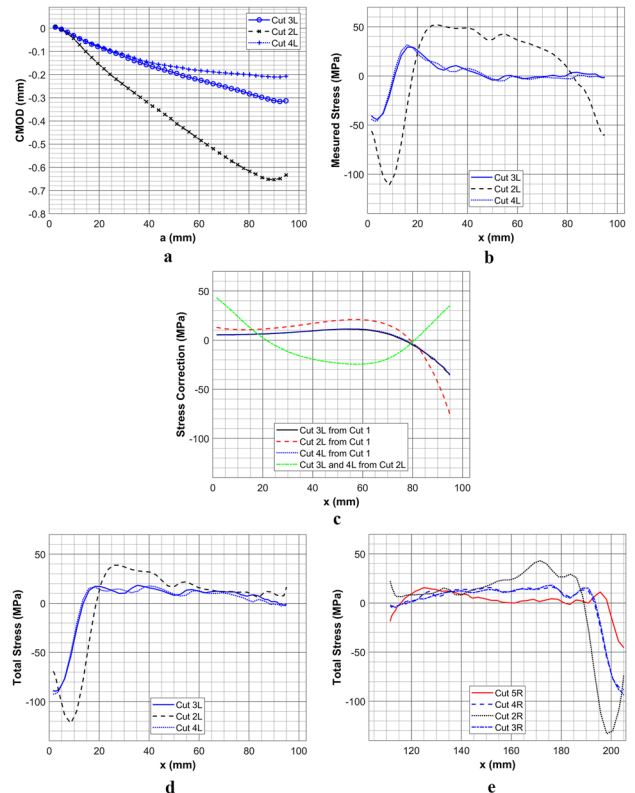 Cut 3L
Cut 2L
Cut 4L
0
-0.1
-0.2
-0.3
-0.4
-0.5
-0.6
-0.7
-0.8
CMOD (mm)
0 20 40 60 80 100
a (mm)
a
50
0
-50
-100
Mesured Stress (MPa)
Cut 3L
Cut 2L
Cut 4L
0 20 40 60 80 100
x (mm)
b
50
0
-50
-100
Stress Correction (MPa)
Cut 3L from Cut 1
Cut 2L from Cut 1
Cut 4L from Cut 1
Cut 3L and 4L from Cut 2L
0 20 40 60 80 100
x (mm)
c
50
0
-50
-100
Total Stress (MPa)
Cut 3L
Cut 2L
Cut 4L
0 20 40 60 80 100
x (mm)
d
50
0
-50
-100
Total Stress (MPa)
Cut 5R
Cut 4R
Cut 2R
Cut 3R
120 140 160 180 200
x (mm)
e